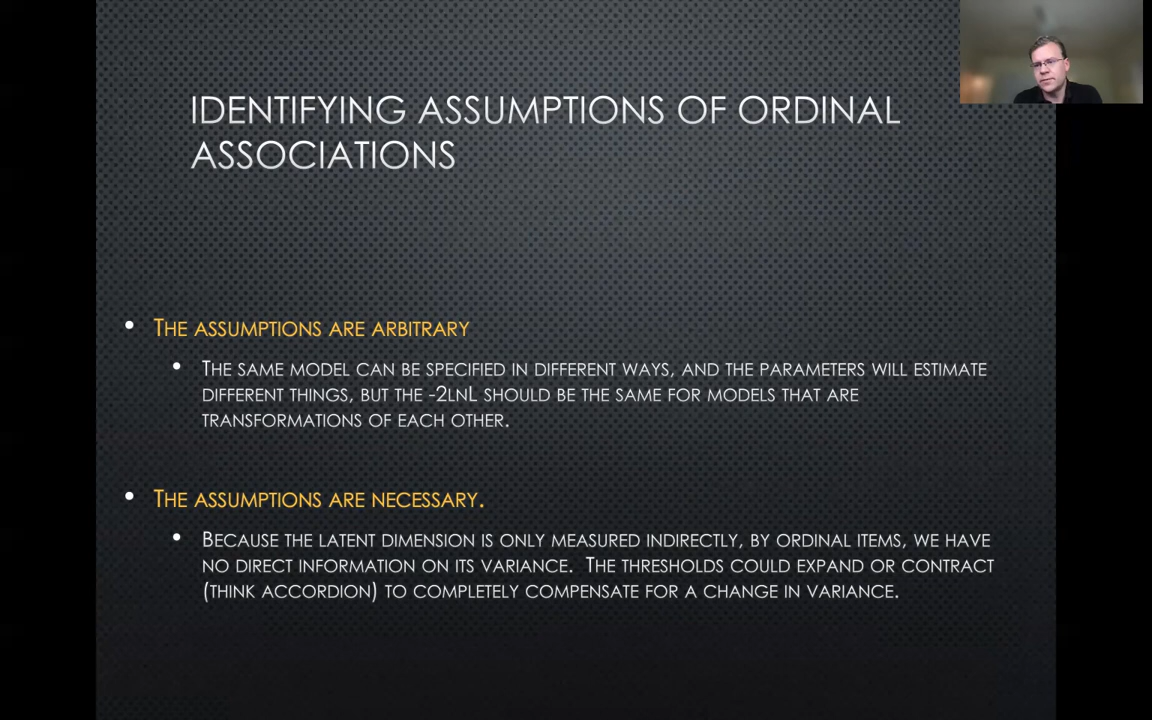 IDENTIFYING ASSUMPTIONS OF ORDINAL
ASSOCIATIONS
• THE ASSUMPTIONS ARE ARBITRARY
• THE SAME MODEL CAN BE SPECIFIED IN DIFFERENT WAYS, AND THE PARAMETERS WILL ESTIMATE
DIFFERENT THINGS, BUT THE -2LNL SHOULD BE THE SAME FOR MODELS THAT ARE
TRANSFORMATIONS OF EACH OTHER.
• THE ASSUMPTIONS ARE NECESSARY.
• BECAUSE THE LATENT DIMENSION IS ONLY MEASURED INDIRECTLY, BY ORDINAL ITEMS, WE HAVE
NO DIRECT INFORMATION ON ITS VARIANCE. THE THRESHOLDS COULD EXPAND OR CONTRACT
(THINK ACCORDION) TO COMPLETELY COMPENSATE FOR A CHANGE IN VARIANCE.